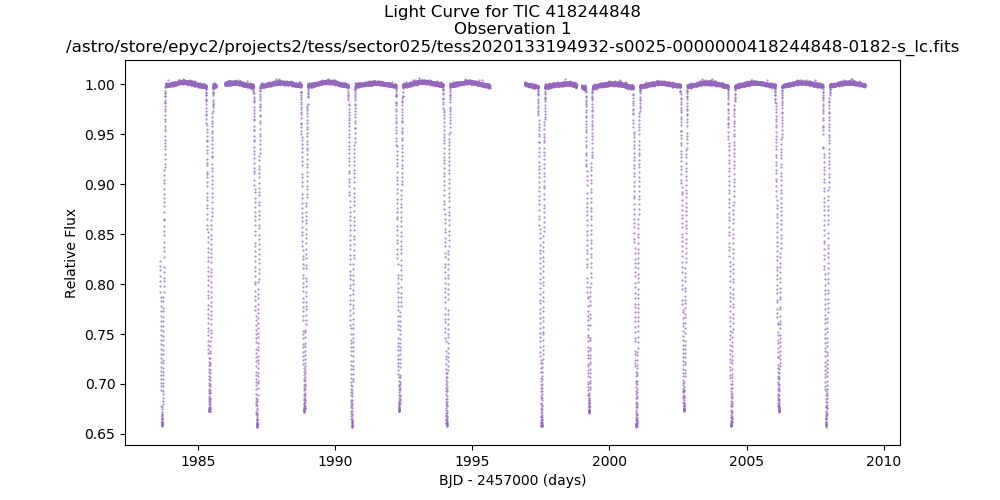 Light Curve for TIC 418244848
Observation 1
/astro/store/epyc2/projects2/tess/sector025/tess2020133194932-s0025-0000000418244848-0182-s_lc.fits
1.00
0.95
0.90
0.85
0.80
0.75
0.70
0.65
Relative Flux
1985
1990
1995
2000
2005
2010
BJD - 2457000 (days)